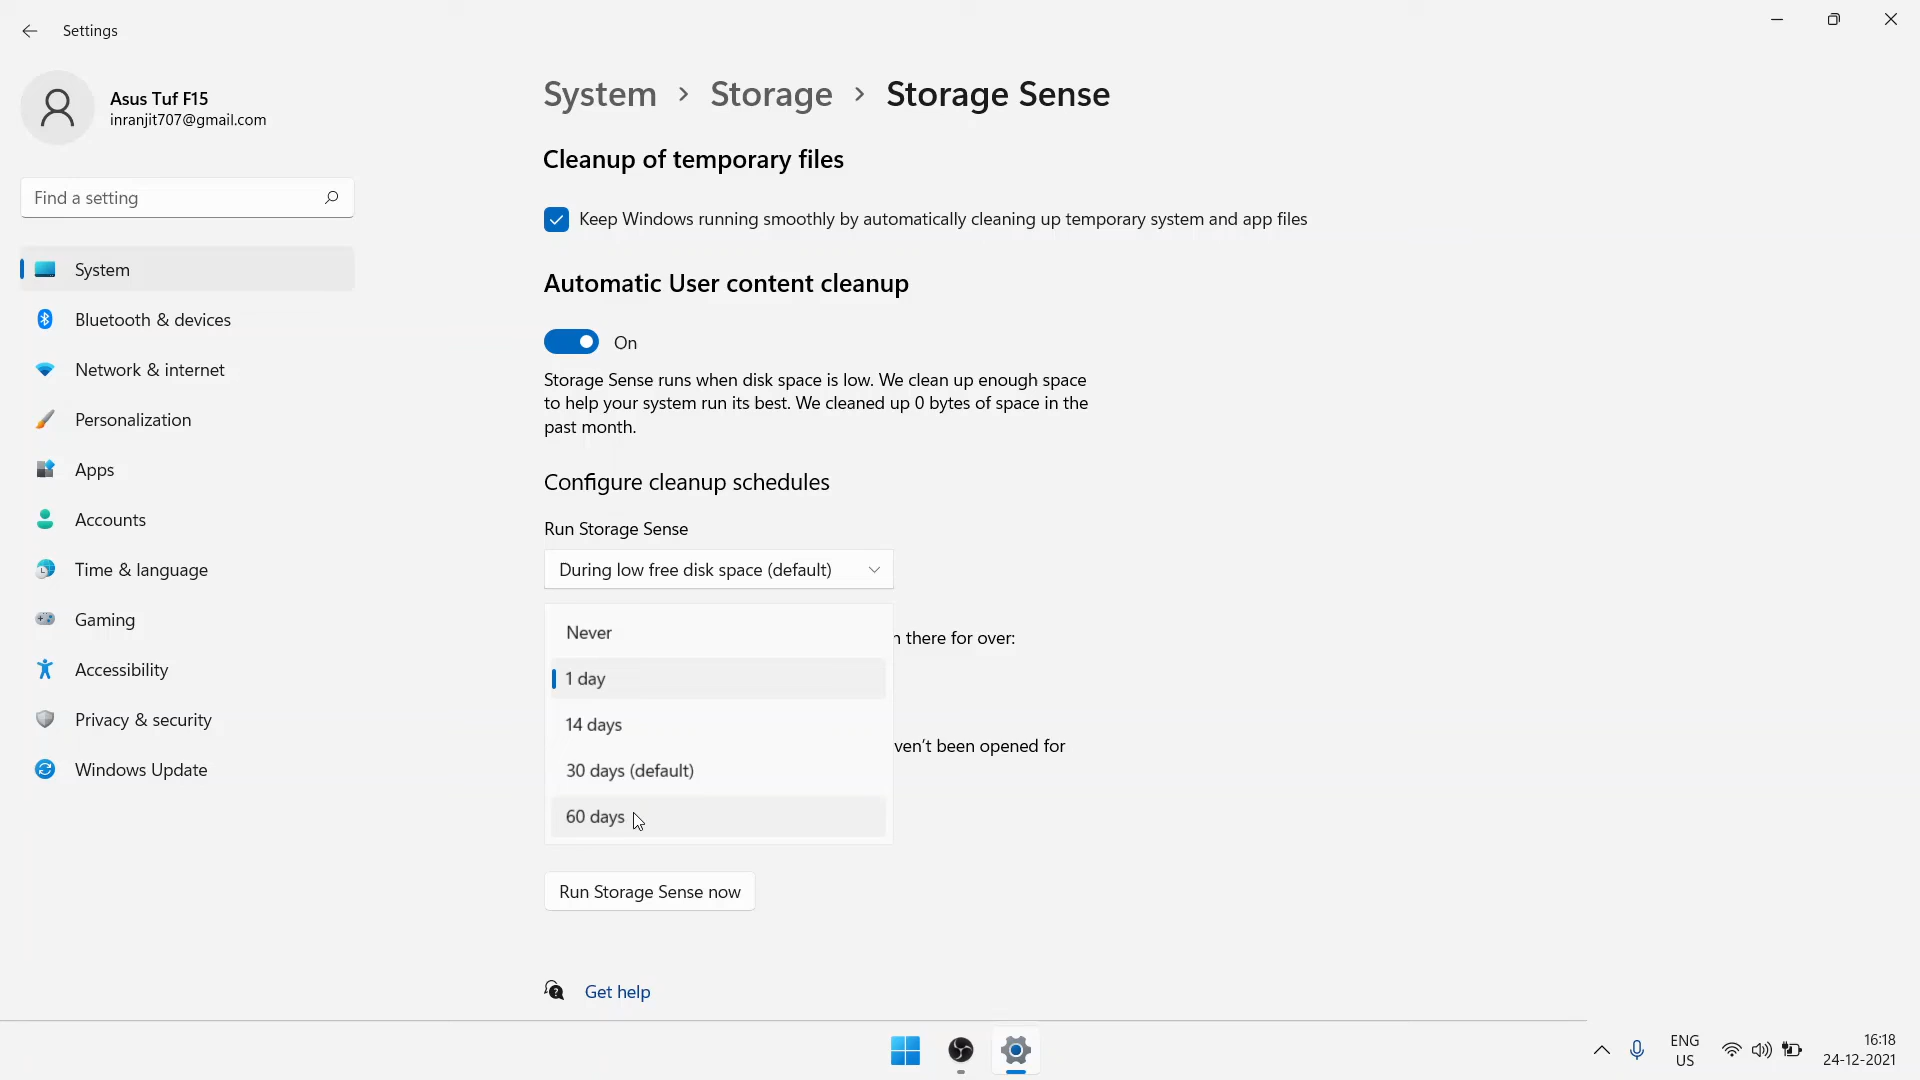 Settings
Asus Tuf F15
inranjit707@gmail.com
Find a setting
System
Bluetooth & devices
Network & internet
Personalization
Apps
Accounts
Time & language
Gaming
Accessibility
Privacy & security
Windows Update
System > Storage > Storage Sense
Cleanup of temporary files
Keep Windows running smoothly by automatically cleaning up temporary system and app files
Automatic User content cleanup
On
Storage Sense runs when disk space is low. We clean up enough space
to help your system run its best. We cleaned up 0 bytes of space in the
past month.
Configure cleanup schedules
Run Storage Sense
During low free disk space (default)
Never
there for over:
1 day
14 days
been opened for
30 days (default)
60 days
Run Storage Sense now
Get help
ENG
US
16:18
24-12-2021